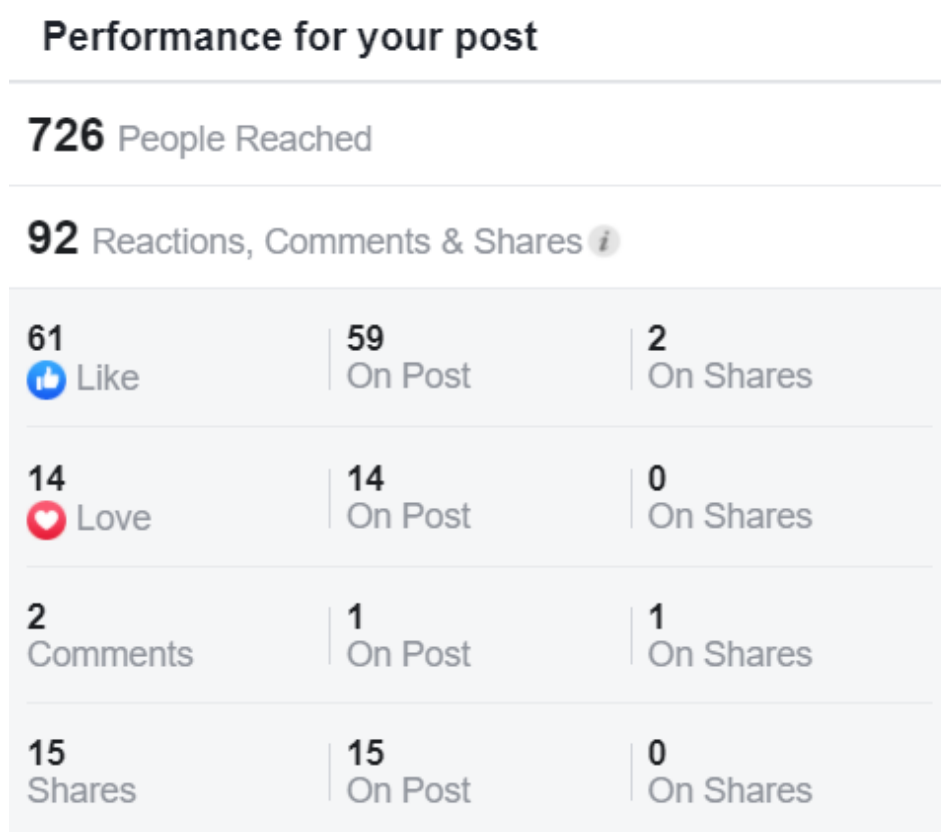 Performance for your post
726 People Reached
92 Reactions, Comments & Shares i
61 59 2
Like On Post On Shares
14 14 0
Love On Post On Shares
2 1 1
Comments On Post On Shares
15 15 0
Shares On Post On Shares